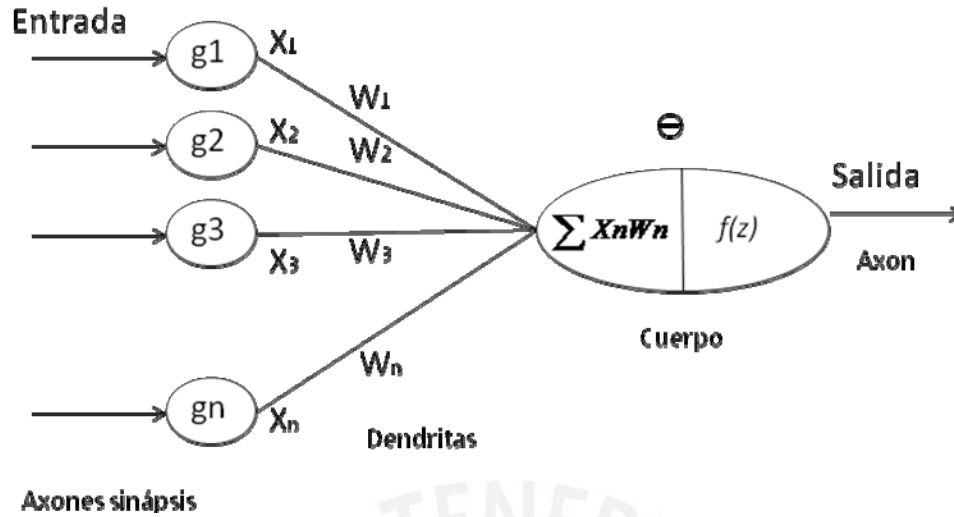 Entrada
g1
X1
W1
g2
X2
W2
g3
X3
W3
gn
Xn
Wn
Θ
∑ XnWn
f(z)
Salida
Axon
Cuerpo
Dendritas
Axones sinápsis
TENEB